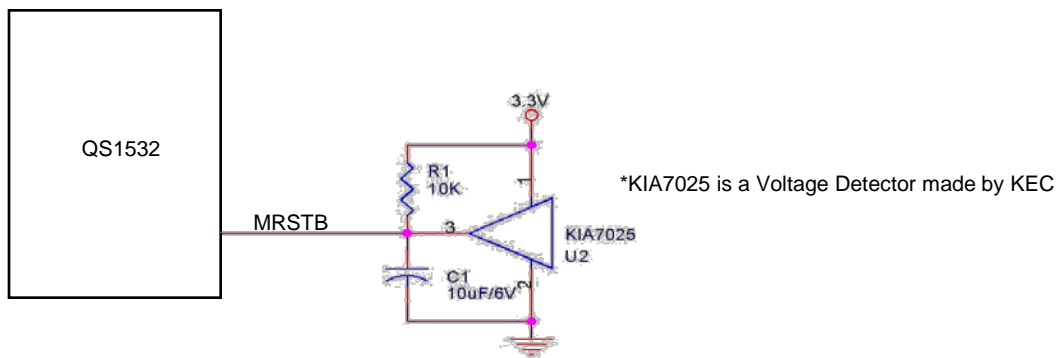 3.3V
QS1532
R1
10K
1
*KIA7025 is a Voltage Detector made by KEC
MRSTB
3
KIA7025
U2
C1
10uF/6V
2